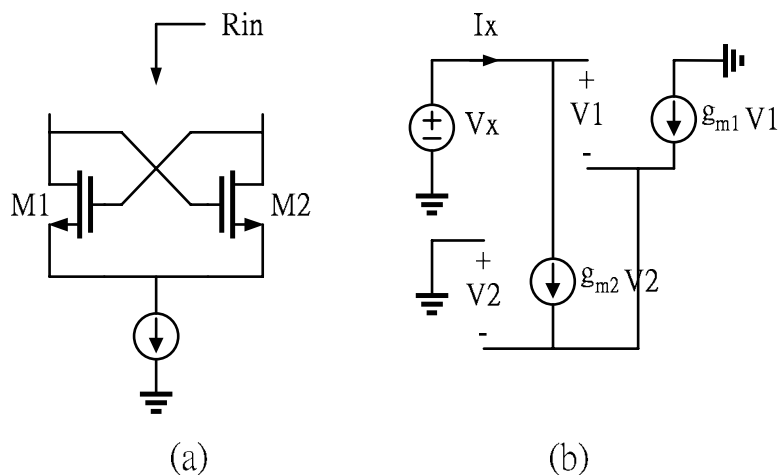 Rin
M1
M2
(a)
Ix
+
V1
-
Vx
+
−
gm1 V1
+
V2
-
gm2 V2
(b)